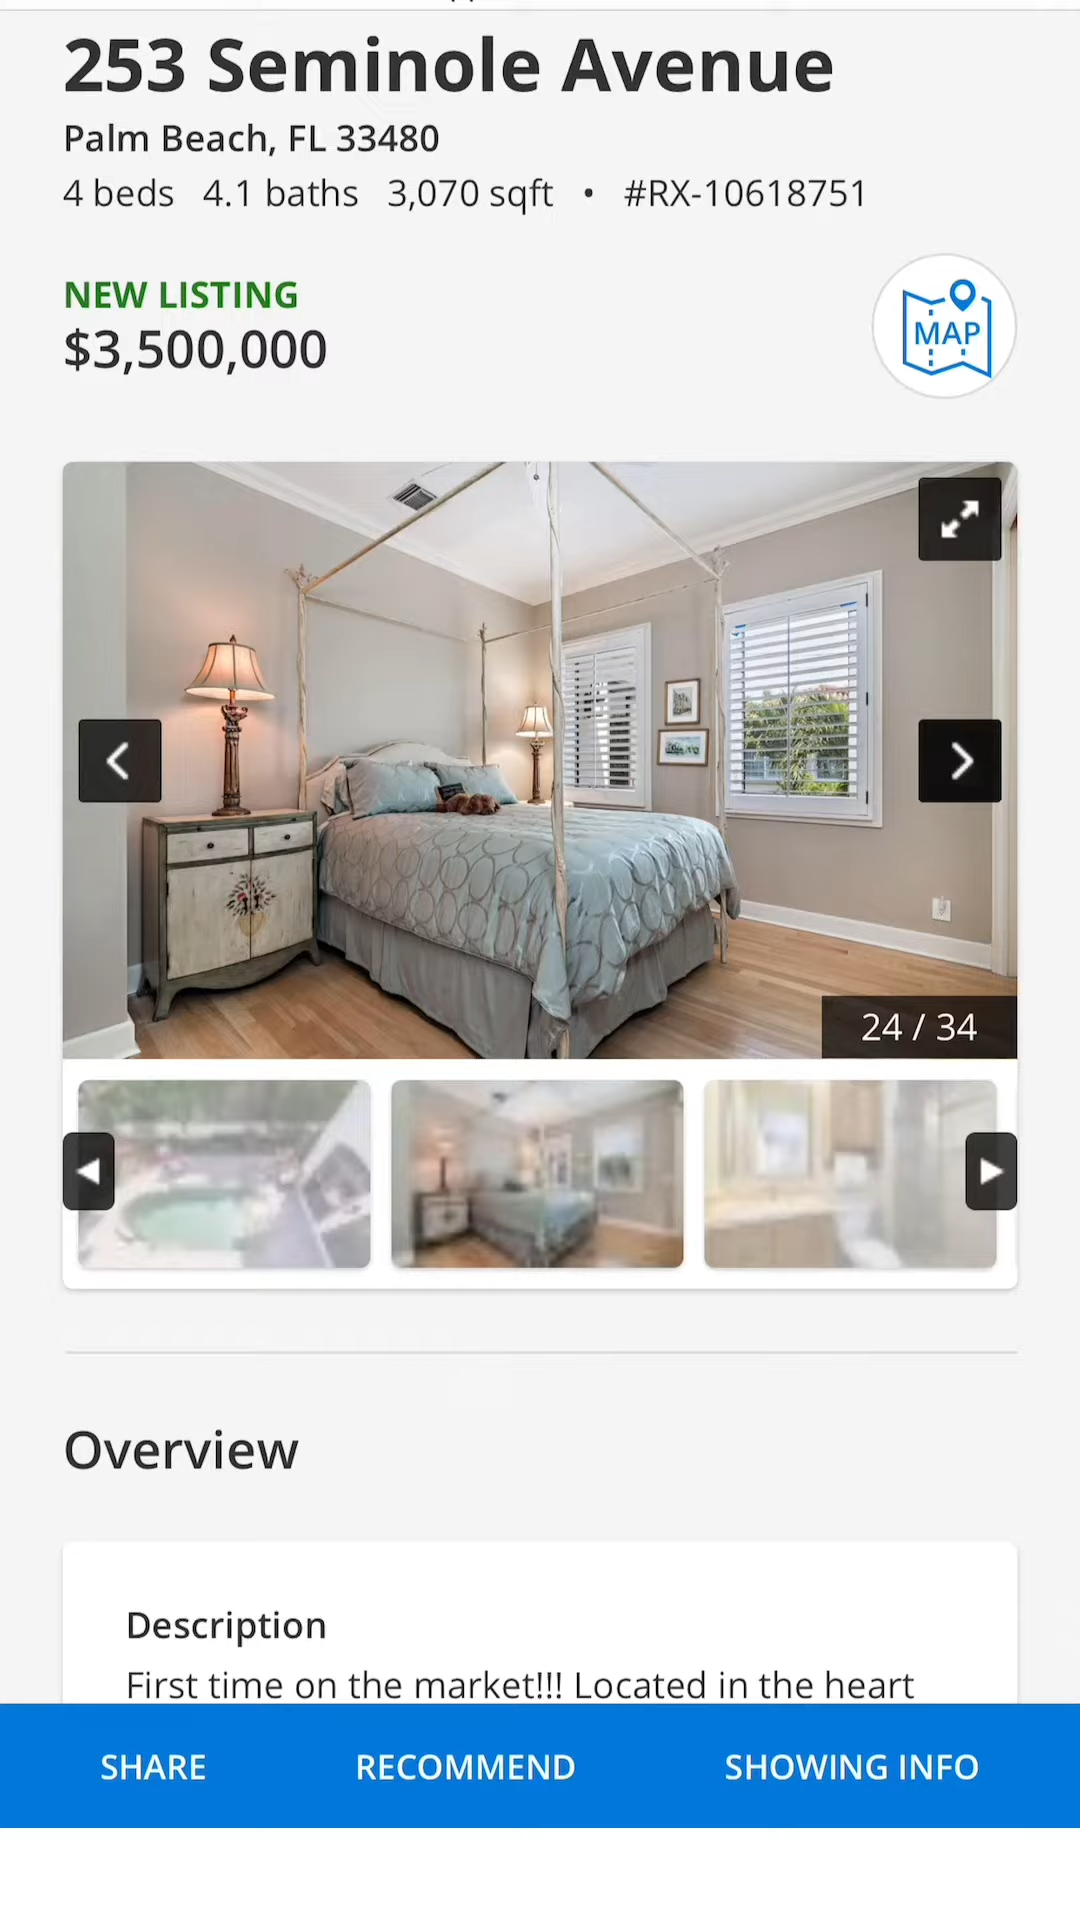 253 Seminole Avenue
Palm Beach, FL 33480
4 beds 4.1 baths 3,070 sqft • #RX-10618751
NEW LISTING
$3,500,000
MAP
24 / 34
Overview
Description
First time on the market!!! Located in the heart
SHARE RECOMMEND SHOWING INFO